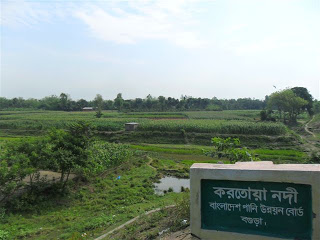 করতোয়া নদী
বাংলাদেশ পানি উন্নয়ন বোর্ড
বগুড়া.